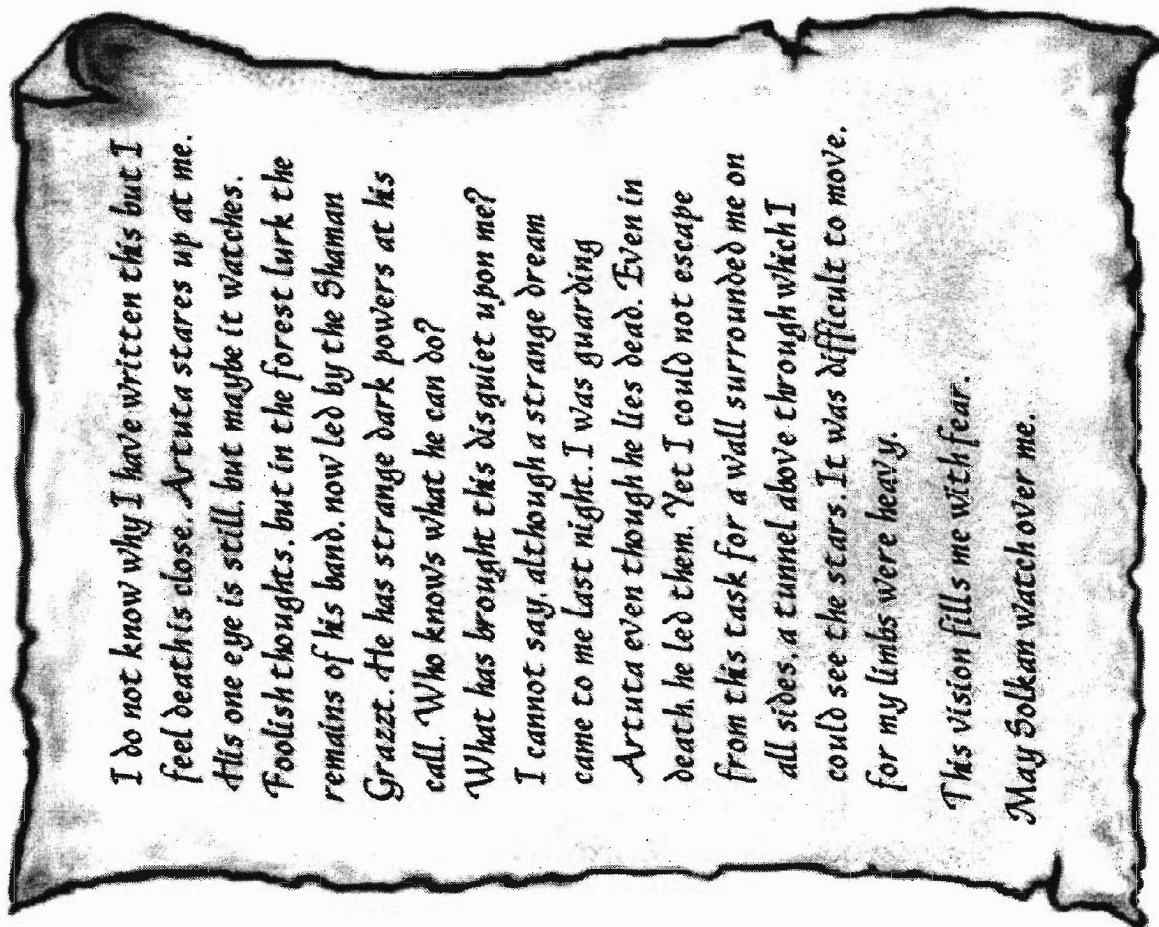 I do not know why I have written this but I
feel death is close. Artuta stares up at me.
His one eye is still, but maybe it watches.
Foolish thoughts, but in the forest lurk the
remains of his band, now led by the Shaman
Grazzt. He has strange dark powers at his
call. Who knows what he can do?
What has brought this disquiet upon me?
I cannot say, although a strange dream
came to me last night. I was guarding
Artuta even though he lies dead. Even in
death, he led them. Yet I could not escape
from this task for a wall surrounded me on
all sides, a tunnel above through which I
could see the stars. It was difficult to move,
for my limbs were heavy.
This vision fills me with fear.
May Solkan watch over me.